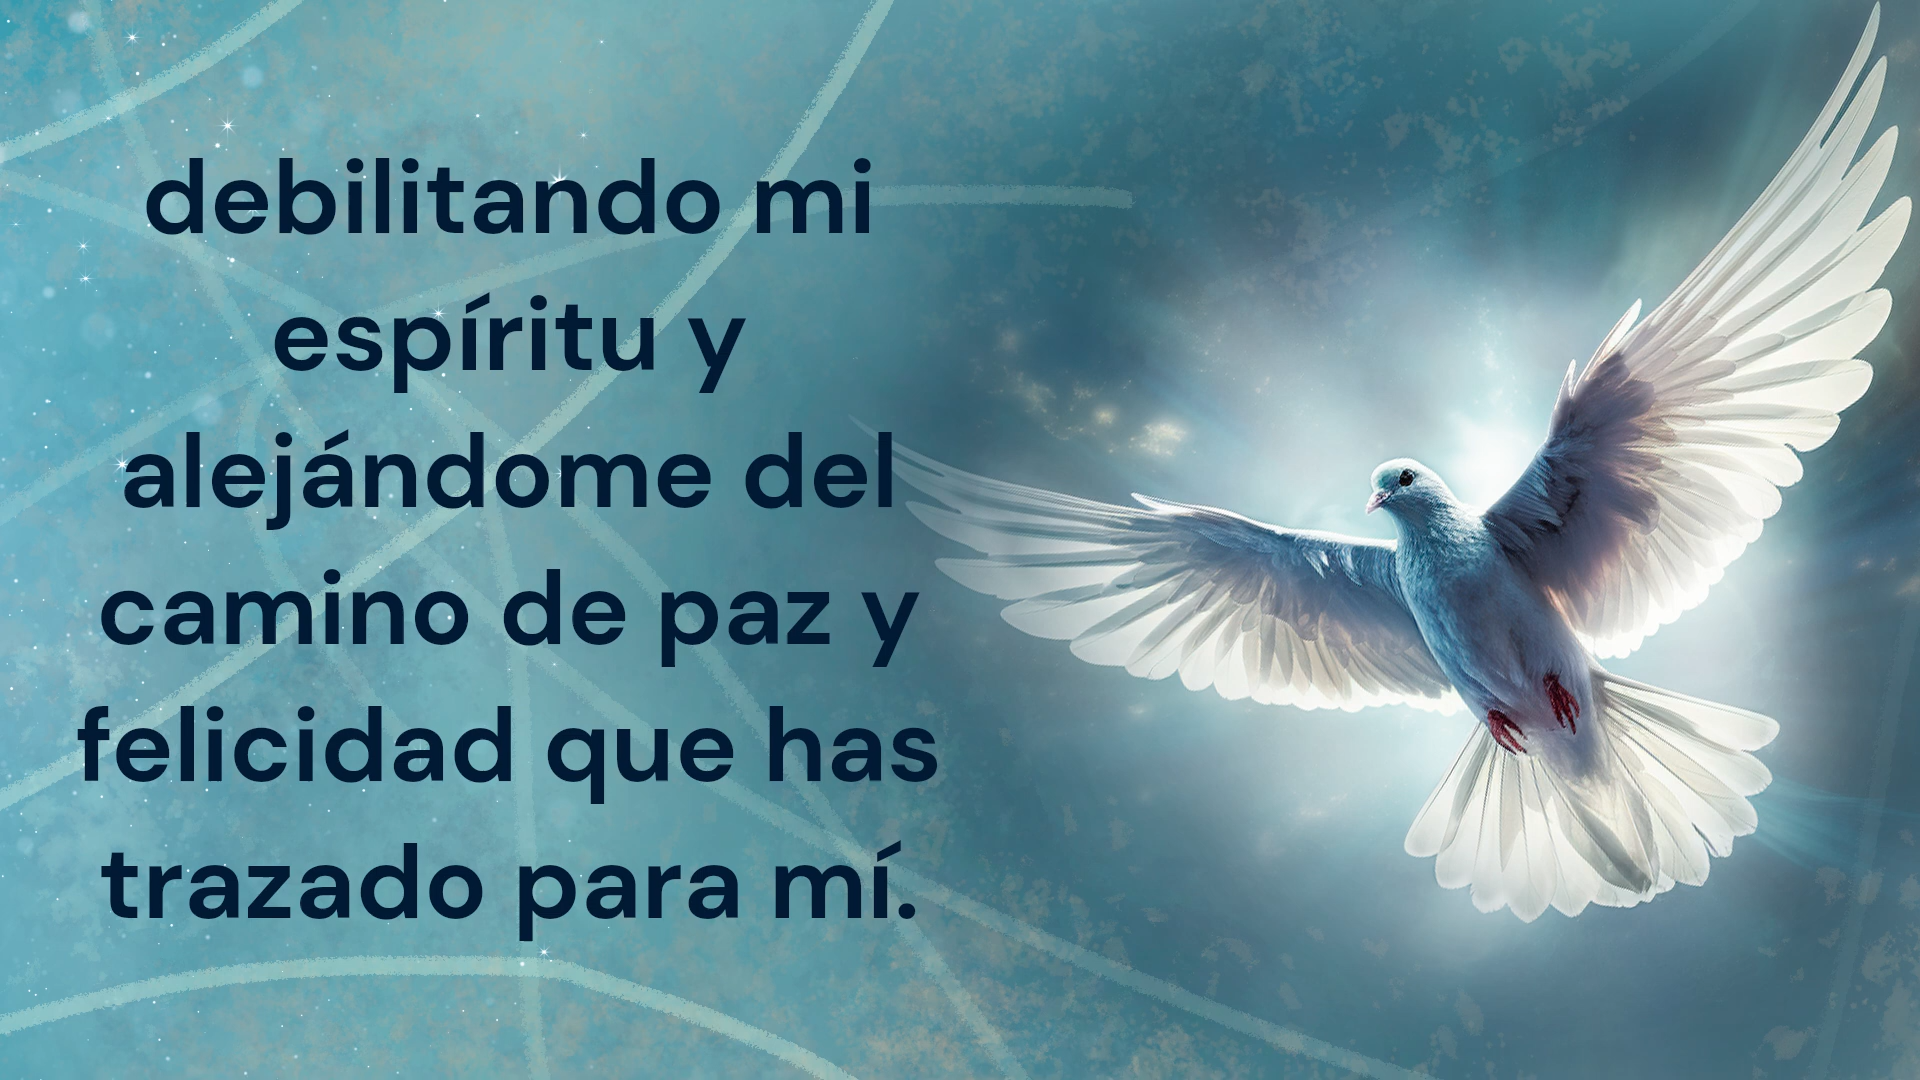 debilitando mi
espíritu y
alejándome del
camino de paz y
felicidad que has
trazado para mí.